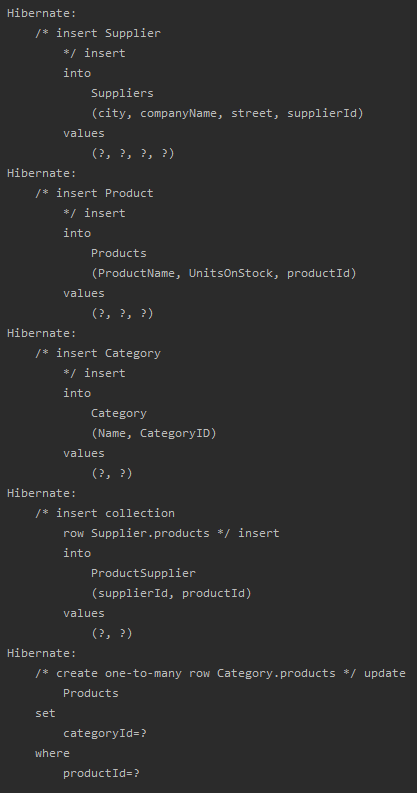 Hibernate:
/* insert Supplier
*/ insert
into
Suppliers
(city, companyName, street, supplierId)
values
(?, ?, ?, ?)
Hibernate:
/* insert Product
*/ insert
into
Products
(ProductName, UnitsOnStock, productId)
values
(?, ?, ?)
Hibernate:
/* insert Category
*/ insert
into
Category
(Name, CategoryID)
values
(?, ?)
Hibernate:
/* insert collection
row Supplier.products */ insert
into
ProductSupplier
(supplierId, productId)
values
(?, ?)
Hibernate:
/* create one-to-many row Category.products */ update
Products
set
categoryId=?
where
productId=?